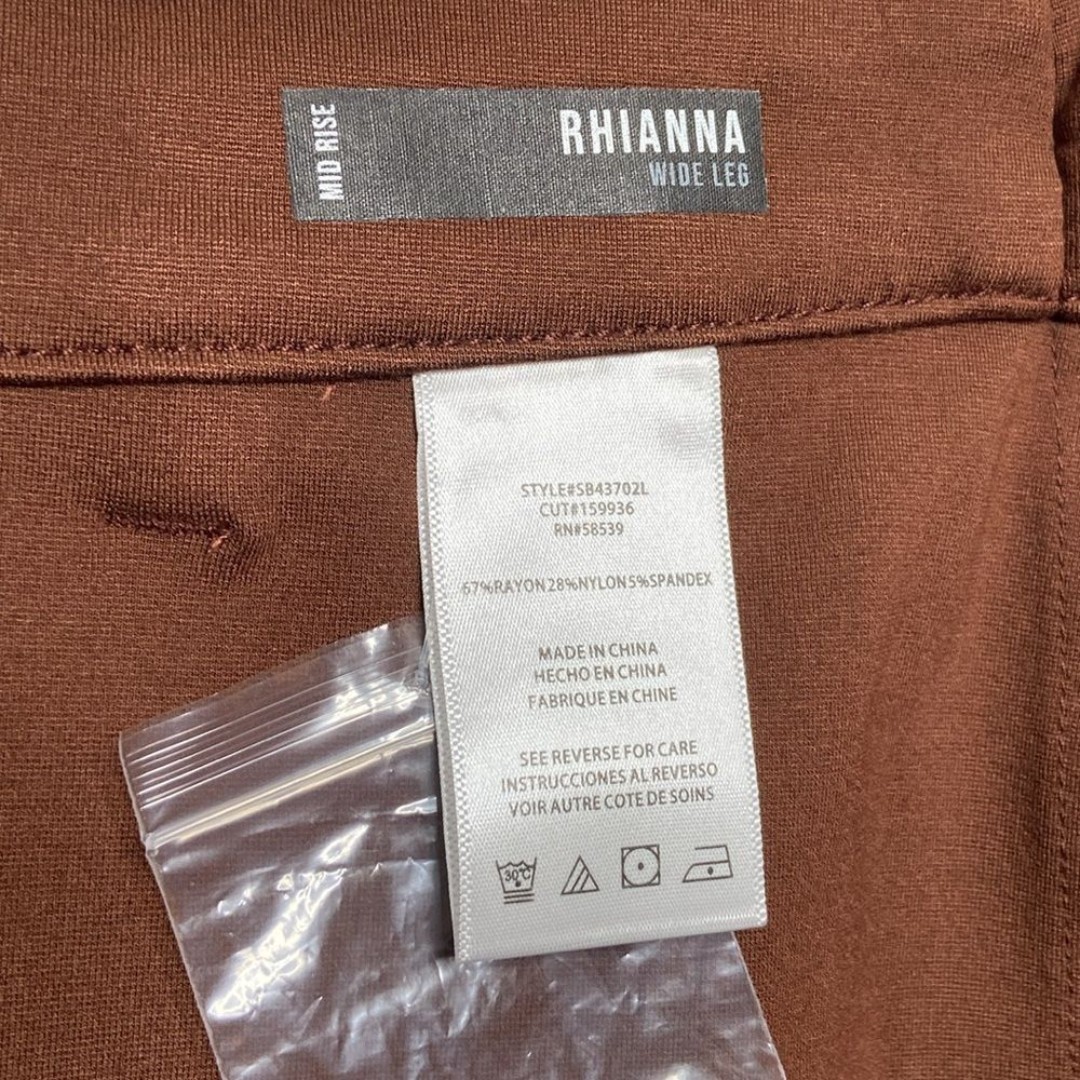 MID RISE
RHIANNA
WIDE LEG
STYLE#SB43702L
CUT#159936
RN#58539
67%RAYON28%NYLON5%SPANDEX
MADE IN CHINA
HECHO EN CHINA
FABRIQUE EN CHINE
SEE REVERSE FOR CARE
INSTRUCCIONES AL REVERSO
VOIR AUTRE COTE DE SOINS
30°C